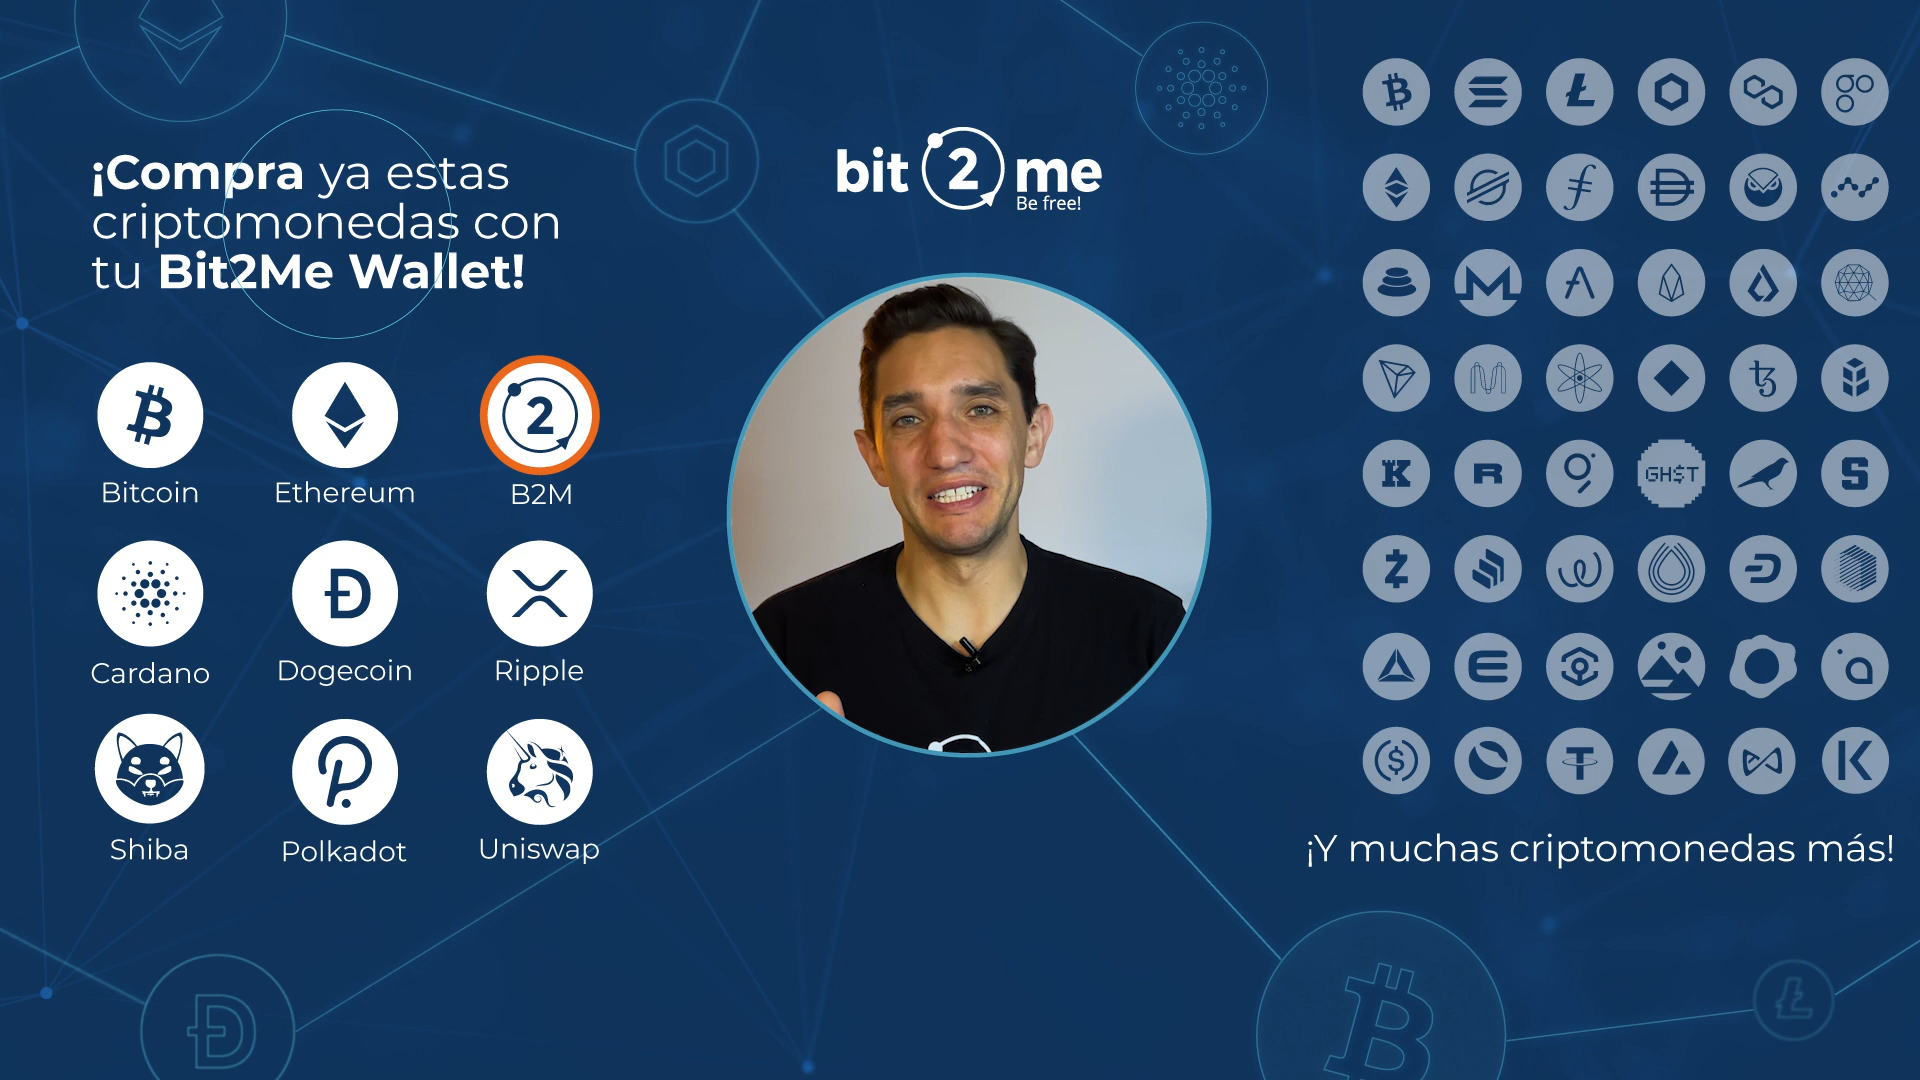 ¡Compra ya estas
criptomonedas con
tu Bit2Me Wallet!
Bitcoin
Ethereum
2
B2M
Cardano
Dogecoin
Ripple
Shiba
Polkadot
Uniswap
bit 2 me
Be free!
GH$T
¡Y muchas criptomonedas más!